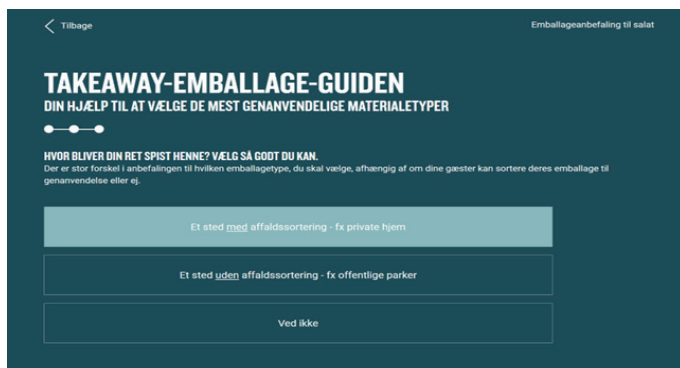 Tilbage
Emballageanbefaling til salat
TAKEAWAY-EMBALLAGE-GUIDEN
DIN HJÆLP TIL AT VÆLGE DE MEST GENANVENDELIGE MATERIALETYPER
HVOR BLIVER DIN RET SPIST HENNE? VÆLG SÅ GODT DU KAN.
Der er stor forskel i anbefalingen til hvilken emballagetype, du skal vælge, afhængig af om dine gæster kan sortere deres emballage til
genanvendelse eller ej.
Et sted med affaldssortering - fx private hjem
Et sted uden affaldssortering - fx offentlige parker
Ved ikke